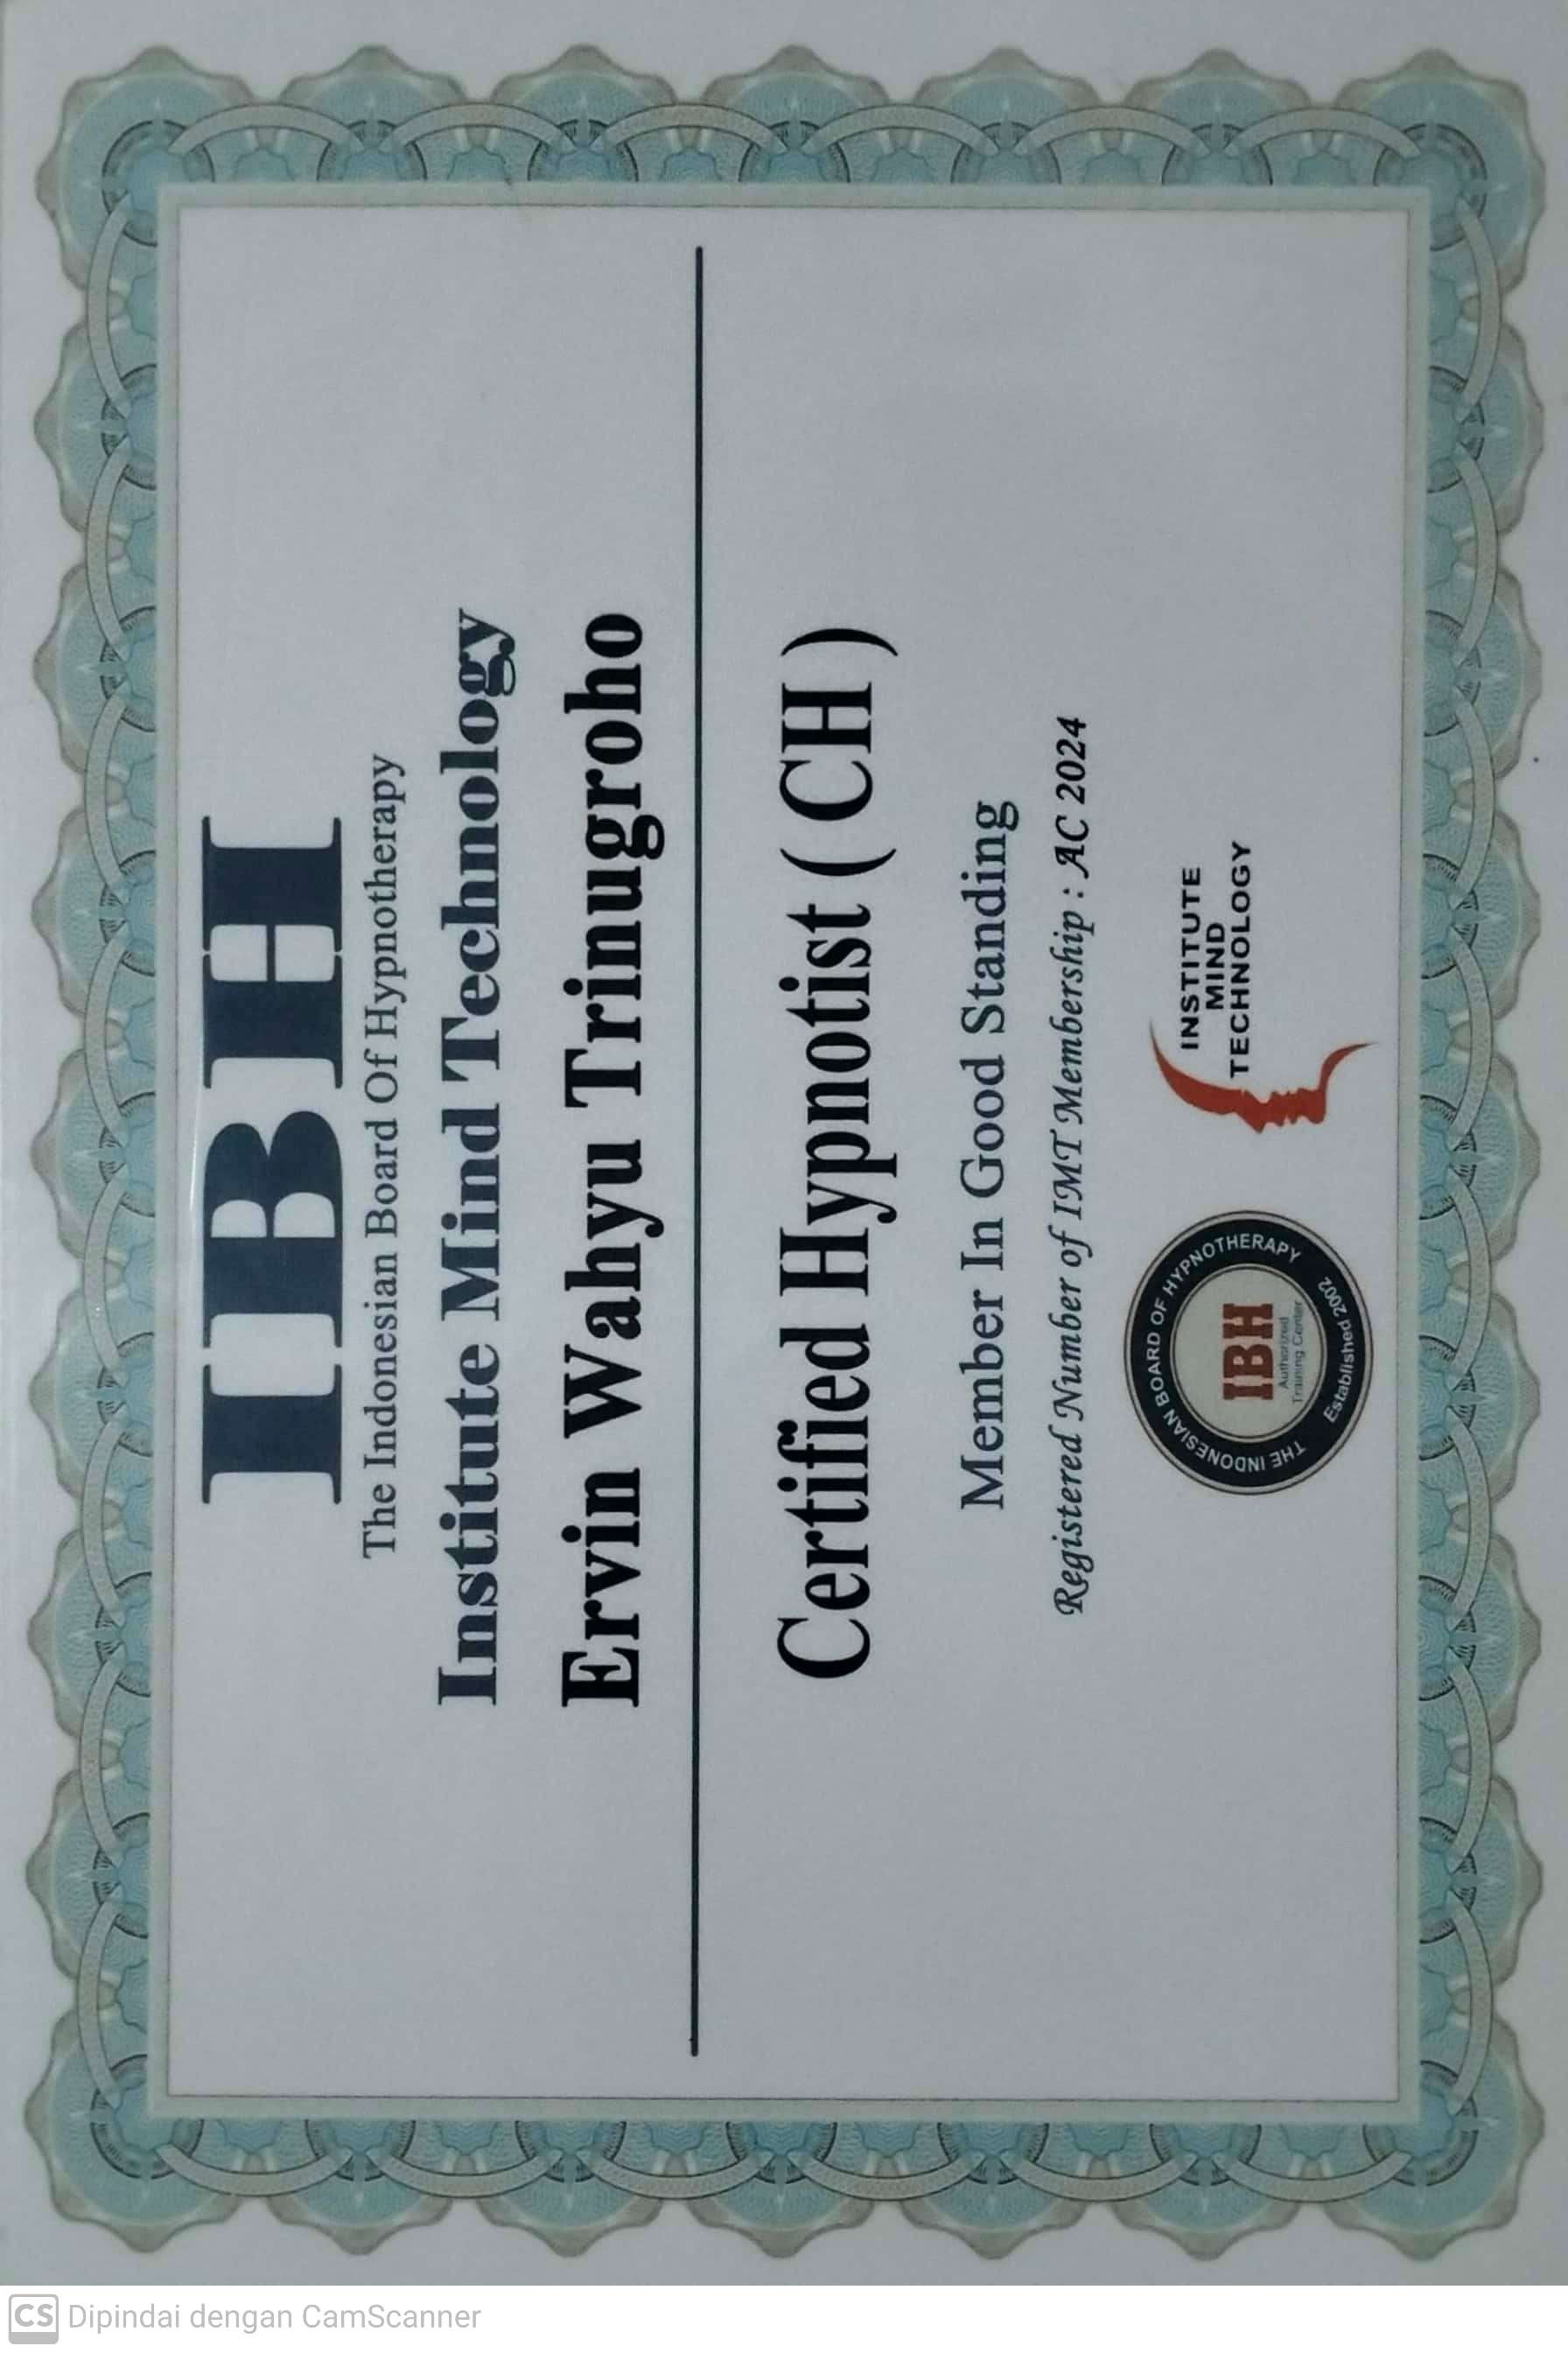 CS Dipindai dengan CamScanner
IBH
The Indonesian Board Of Hypnotherapy
Institute Mind Technology
Ervin Wahyu Trinugroho
Certified Hypnotist ( CH )
Member In Good Standing
Registered Number of IMT Membership : AC 2024
THE INDONESIAN BOARD OF HYPNOTHERAPY
IBH
Authorized
Training Center
Established 2002
INSTITUTE
MIND
TECHNOLOGY